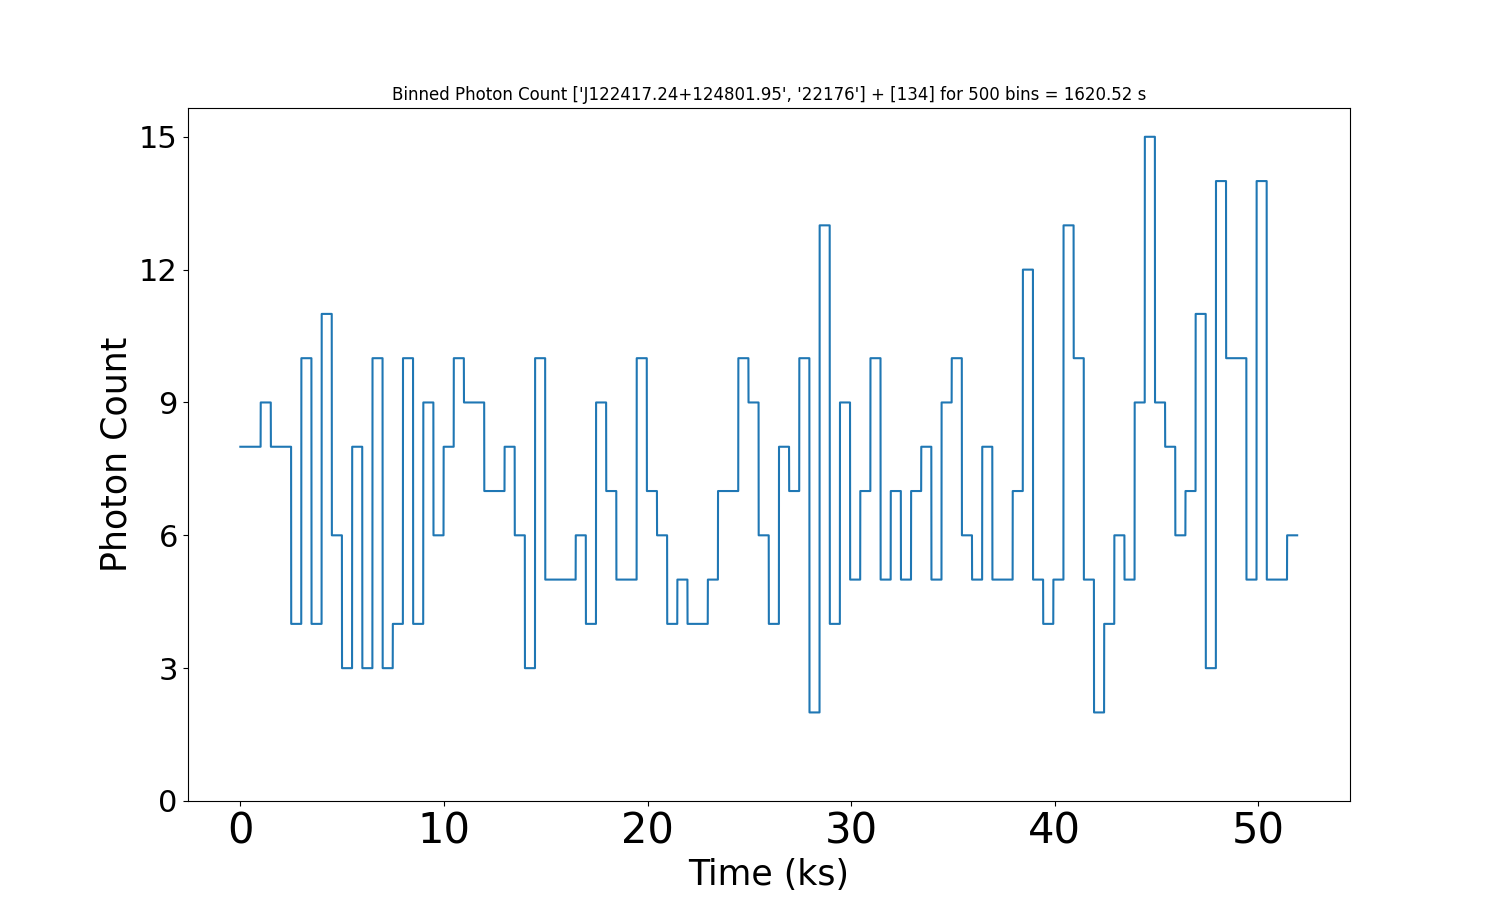 Binned Photon Count ['J122417.24+124801.95', '22176'] + [134] for 500 bins = 1620.52 s
15
12
9
6
3
0
Photon Count
0 10 20 30 40 50
Time (ks)